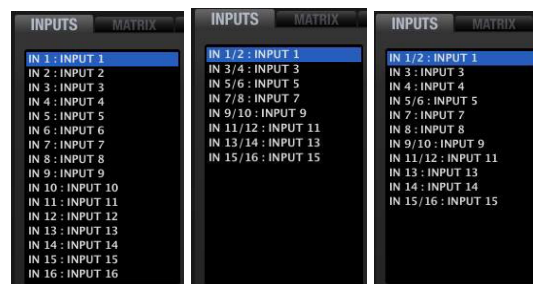 INPUTS MATRIX
IN 1 : INPUT 1
IN 2 : INPUT 2
IN 3 : INPUT 3
IN 4 : INPUT 4
IN 5 : INPUT 5
IN 6 : INPUT 6
IN 7 : INPUT 7
IN 8 : INPUT 8
IN 9 : INPUT 9
IN 10 : INPUT 10
IN 11 : INPUT 11
IN 12 : INPUT 12
IN 13 : INPUT 13
IN 14 : INPUT 14
IN 15 : INPUT 15
IN 16 : INPUT 16
INPUTS MATRIX
IN 1/2 : INPUT 1
IN 3/4 : INPUT 3
IN 5/6 : INPUT 5
IN 7/8 : INPUT 7
IN 9/10 : INPUT 9
IN 11/12 : INPUT 11
IN 13/14 : INPUT 13
IN 15/16 : INPUT 15
INPUTS MATRIX
IN 1/2 : INPUT 1
IN 3 : INPUT 3
IN 4 : INPUT 4
IN 5/6 : INPUT 5
IN 7 : INPUT 7
IN 8 : INPUT 8
IN 9/10 : INPUT 9
IN 11/12 : INPUT 11
IN 13 : INPUT 13
IN 14 : INPUT 14
IN 15/16 : INPUT 15